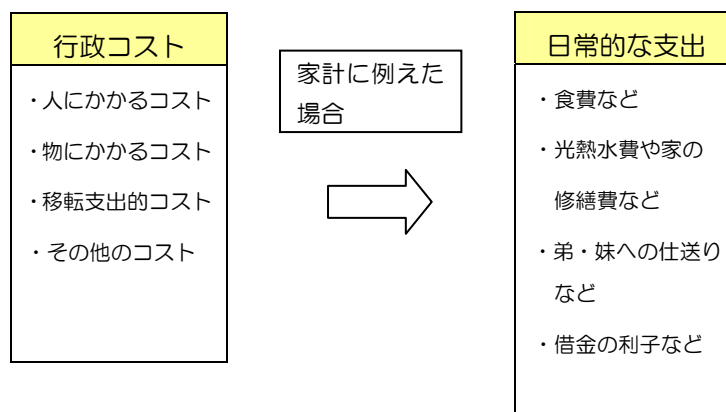 行政コスト
・人にかかるコスト
・物にかかるコスト
・移転支出的コスト
・その他のコスト
家計に例えた
場合
日常的な支出
・食費など
・光熱水費や家の
修繕費など
・弟・妹への仕送り
など
・借金の利子など